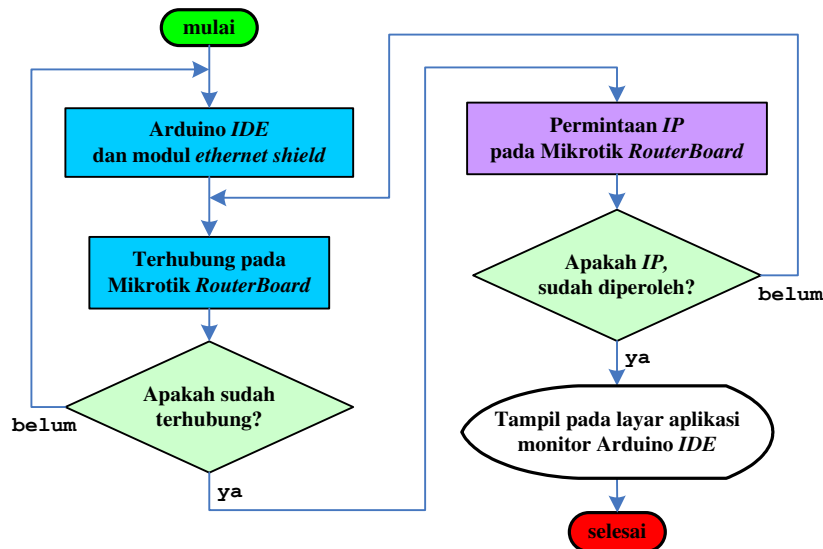 mulai
Arduino IDE
dan modul ethernet shield
Terhubung pada
Mikrotik RouterBoard
Apakah sudah
terhubung?
belum
ya
Permintaan IP
pada Mikrotik RouterBoard
Apakah IP,
sudah diperoleh?
belum
ya
Tampil pada layar aplikasi
monitor Arduino IDE
selesai